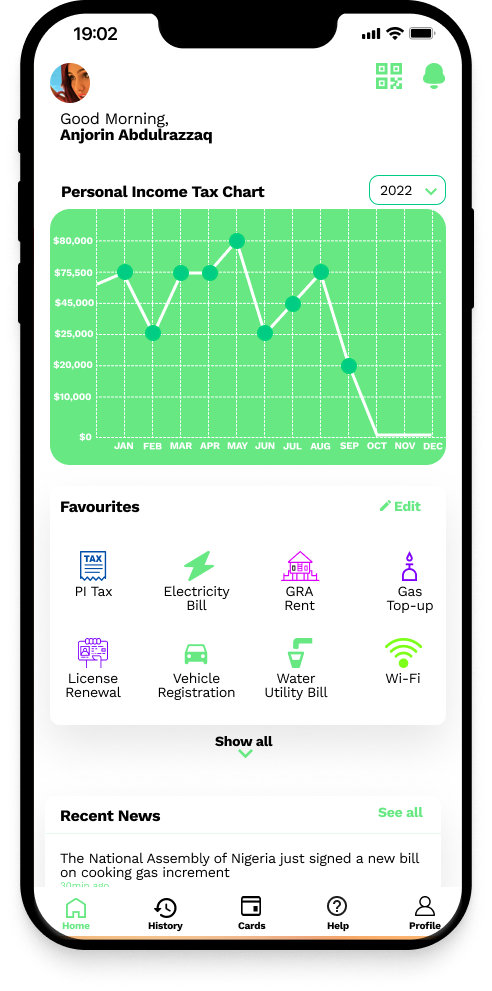 19:02
Good Morning,
Anjorin Abdulrazzaq
Personal Income Tax Chart
2022
$80,000
$75,500
$45,000
$25,000
$20,000
$10,000
$0
JAN FEB MAR APR MAY JUN JUL AUG SEP OCT NOV DEC
Favourites
Edit
TAX
PI Tax
Electricity
Bill
GRA
Rent
Gas
Top-up
License
Renewal
Vehicle
Registration
Water
Utility Bill
Wi-Fi
Show all
Recent News
See all
The National Assembly of Nigeria just signed a new bill
on cooking gas increment
30min ago
Home
History
Cards
Help
Profile